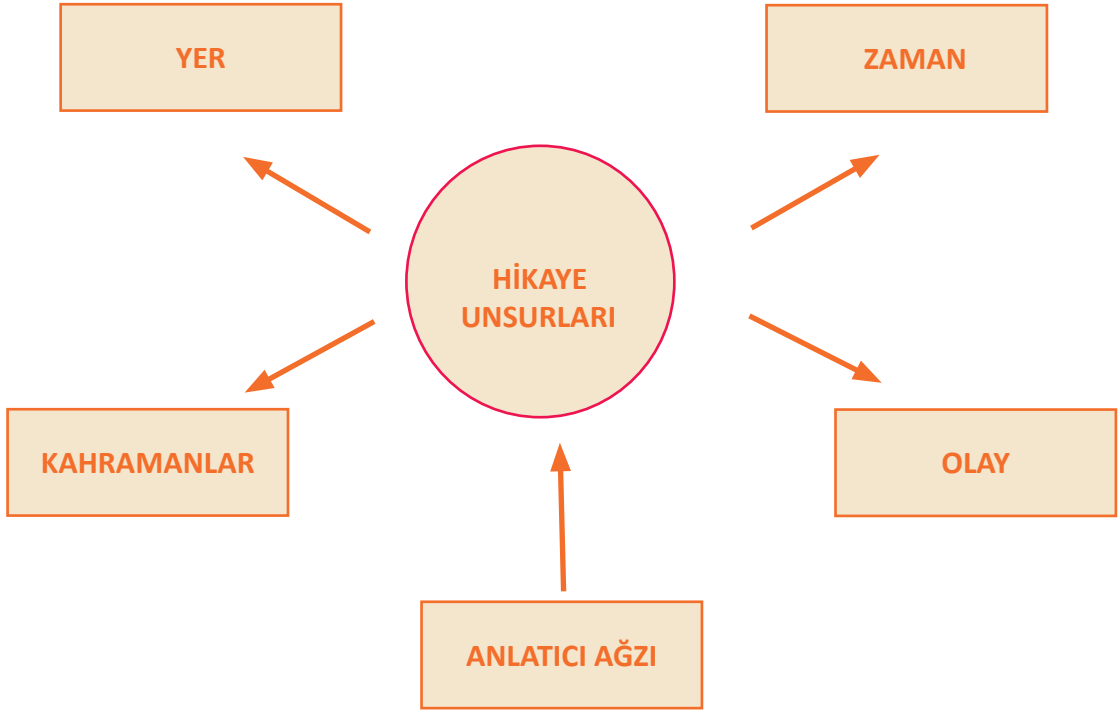 YER
ZAMAN
HİKAYE
UNSURLARI
KAHRAMANLAR
OLAY
ANLATICI AĞZI